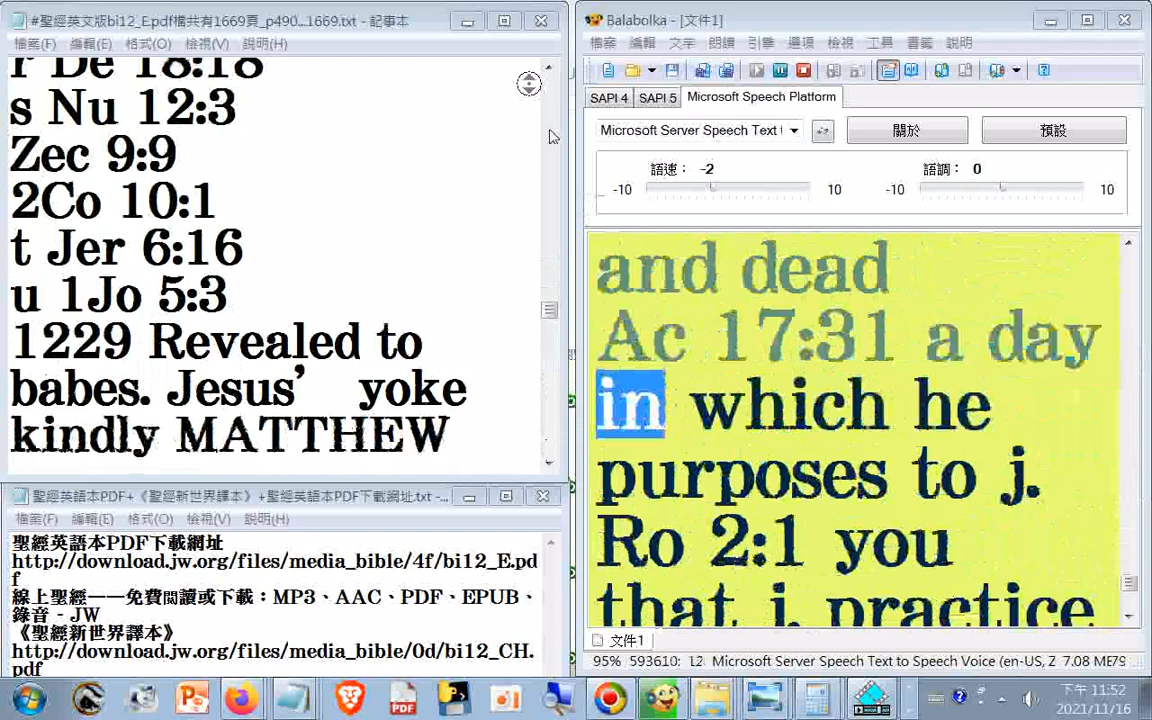 #聖經英文版bi12_E.pdf檔共有1669頁_p490...1669.txt - 記事本
檔案(F) 編輯(E) 格式(O) 檢視(V) 說明(H)
r De 18:18
s Nu 12:3
Zec 9:9
2Co 10:1
t Jer 6:16
u 1Jo 5:3
1229 Revealed to
babes. Jesus’ yoke
kindly MATTHEW
聖經英語本PDF+《聖經新世界譯本》+聖經英語本PDF下載網址.txt -...
檔案(F) 編輯(E) 格式(O) 檢視(V) 說明(H)
聖經英語本PDF下載網址
http://download.jw.org/files/media_bible/4f/bi12_E.pd
f
線上聖經——免費閱讀或下載：MP3、AAC、PDF、EPUB、
錄音 - JW
《聖經新世界譯本》
http://download.jw.org/files/media_bible/0d/bi12_CH.
pdf
Balabolka - [文件1]
檔案 編輯 文字 朗讀 引擎 選項 檢視 工具 書籤 說明
SAPI 4 SAPI 5 Microsoft Speech Platform
Microsoft Server Speech Text 關於 預設
語速： -2 語調： 0
-10 10 -10 10
and dead
Ac 17:31 a day
in which he
purposes to j.
Ro 2:1 you
that j. practice
文件1
95% 593610: 12 Microsoft Server Speech Text to Speech Voice (en-US, Z 7.08 ME79%
下午 11:52
2021/11/16